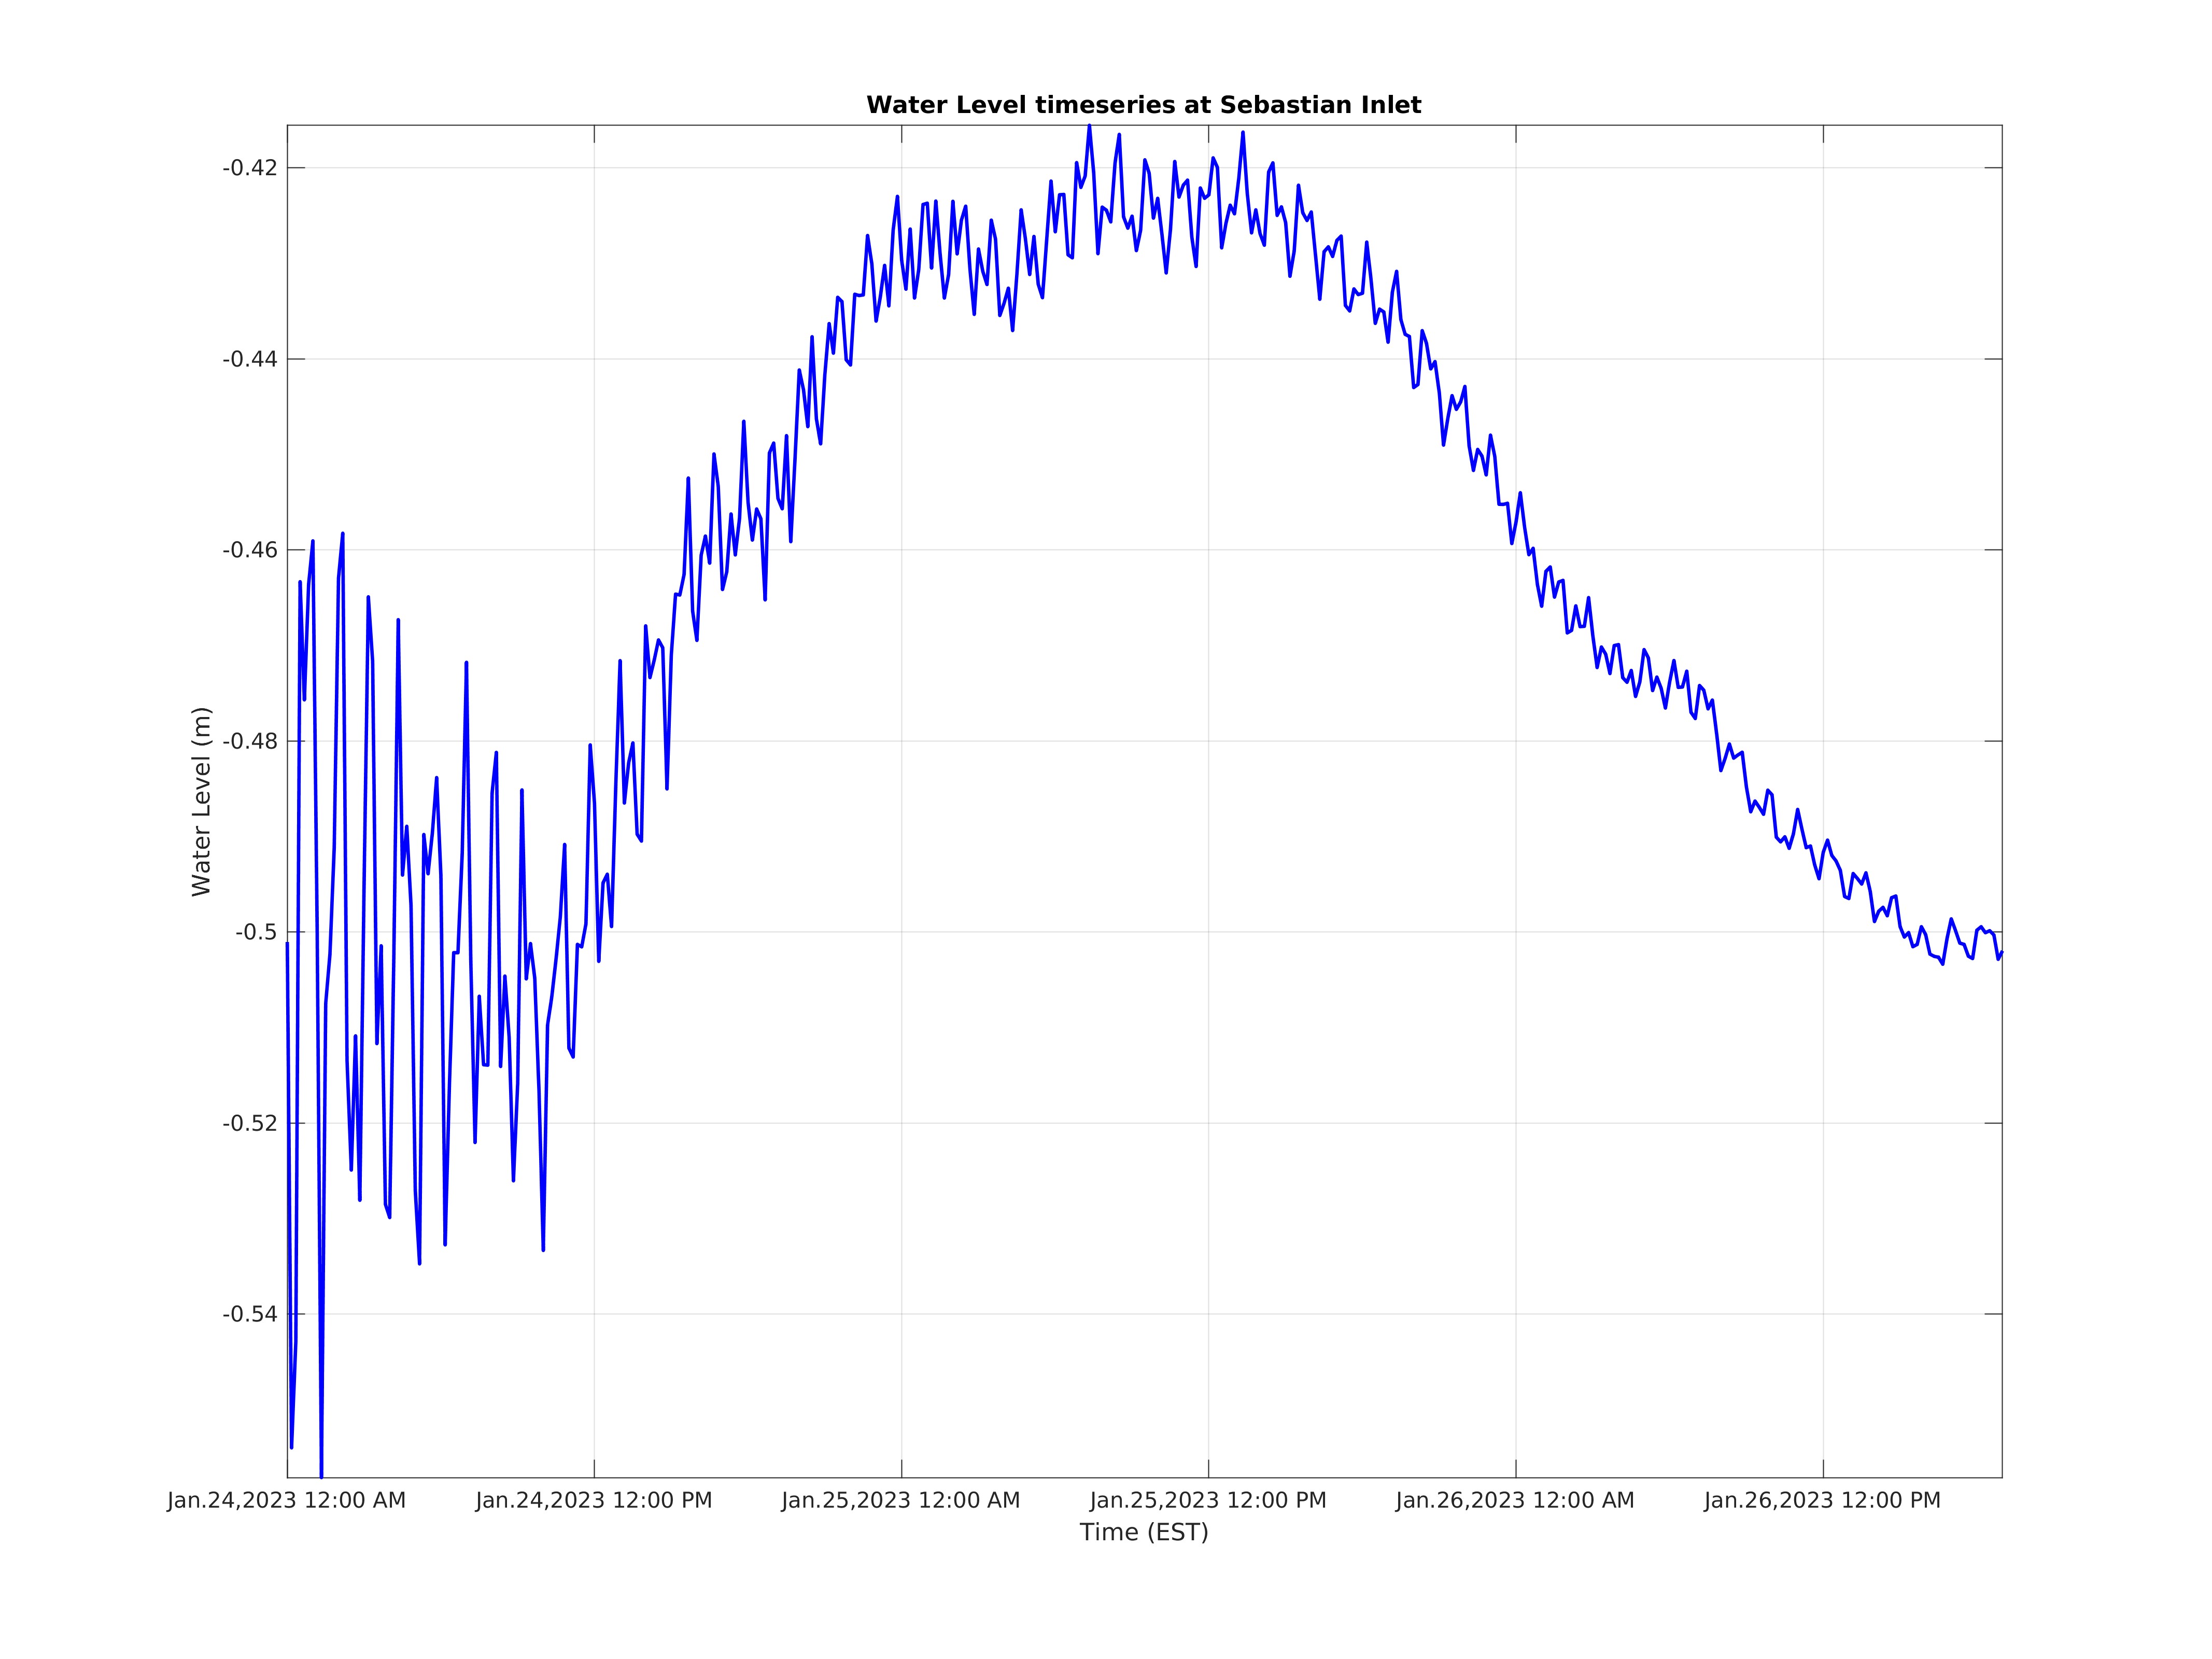 Water Level timeseries at Sebastian Inlet
-0.42
-0.44
-0.46
-0.48
-0.5
-0.52
-0.54
Water Level (m)
Jan.24,2023 12:00 AM
Jan.24,2023 12:00 PM
Jan.25,2023 12:00 AM
Jan.25,2023 12:00 PM
Jan.26,2023 12:00 AM
Jan.26,2023 12:00 PM
Time (EST)